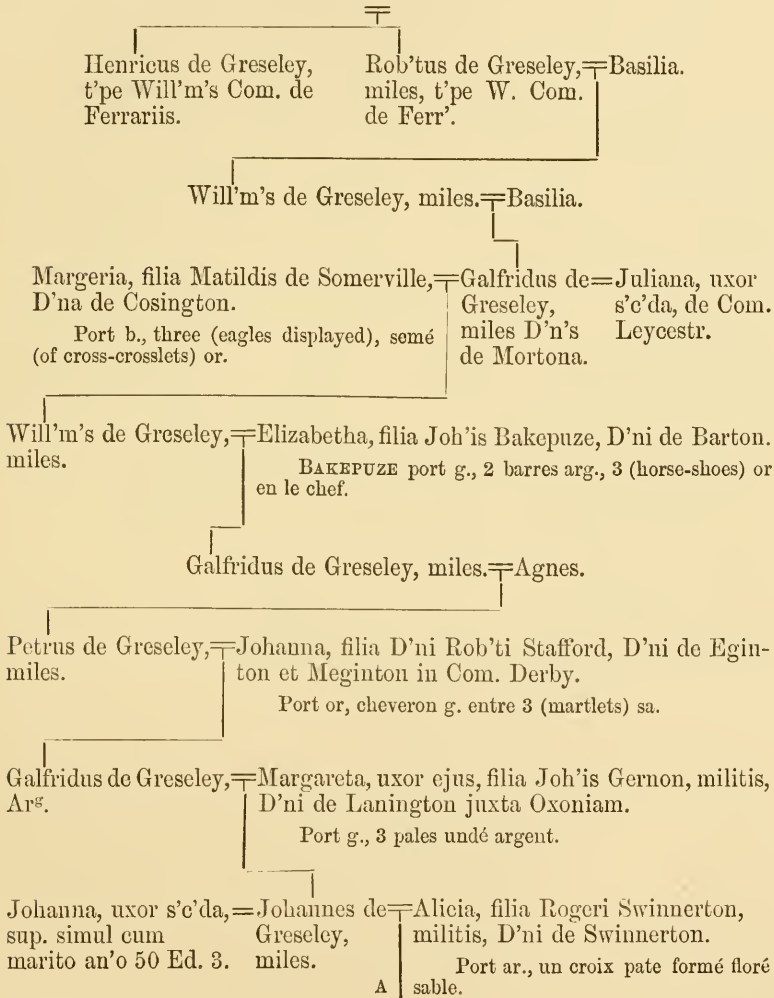 Henricus de Greseley,
t'pe Will'm's Com. de
Ferrariis.
Rob'tus de Greseley,=Basilia.
miles, t'pe W. Com.
de Ferr'.
Will'm's de Greseley, miles.=Basilia.
Margeria, filia Matildis de Somerville,=
D'na de Cosington.
Port b., three (eagles displayed), semé
(of cross-crosslets) or.
Galfridus de=
Greseley,
miles D'n's
de Mortona.
Juliana, uxor
s'c'da, de Com.
Leycestr.
Will'm's de Greseley,=
miles.
Elizabetha, filia Joh'is Bakepuze, D'ni de Barton.
BAKEPUZE port g., 2 barres arg., 3 (horse-shoes) or
en le chef.
Galfridus de Greseley, miles.=Agnes.
Petrus de Greseley,=
miles.
Johanna, filia D'ni Rob'ti Stafford, D'ni de Egin-
ton et Meginton in Com. Derby.
Port or, cheveron g. entre 3 (martlets) sa.
Galfridus de Greseley,=
Arg.
Margareta, uxor ejus, filia Joh'is Gernon, militis,
D'ni de Lanington juxta Oxoniam.
Port g., 3 pales undé argent.
Johanna, uxor s'c'da,=
sup. simul cum
marito an'o 50 Ed. 3.
Johannes de=
Greseley,
miles.
Alicia, filia Rogeri Swinnerton,
militis, D'ni de Swinnerton.
Port ar., un croix pate formé floré
sable.
A